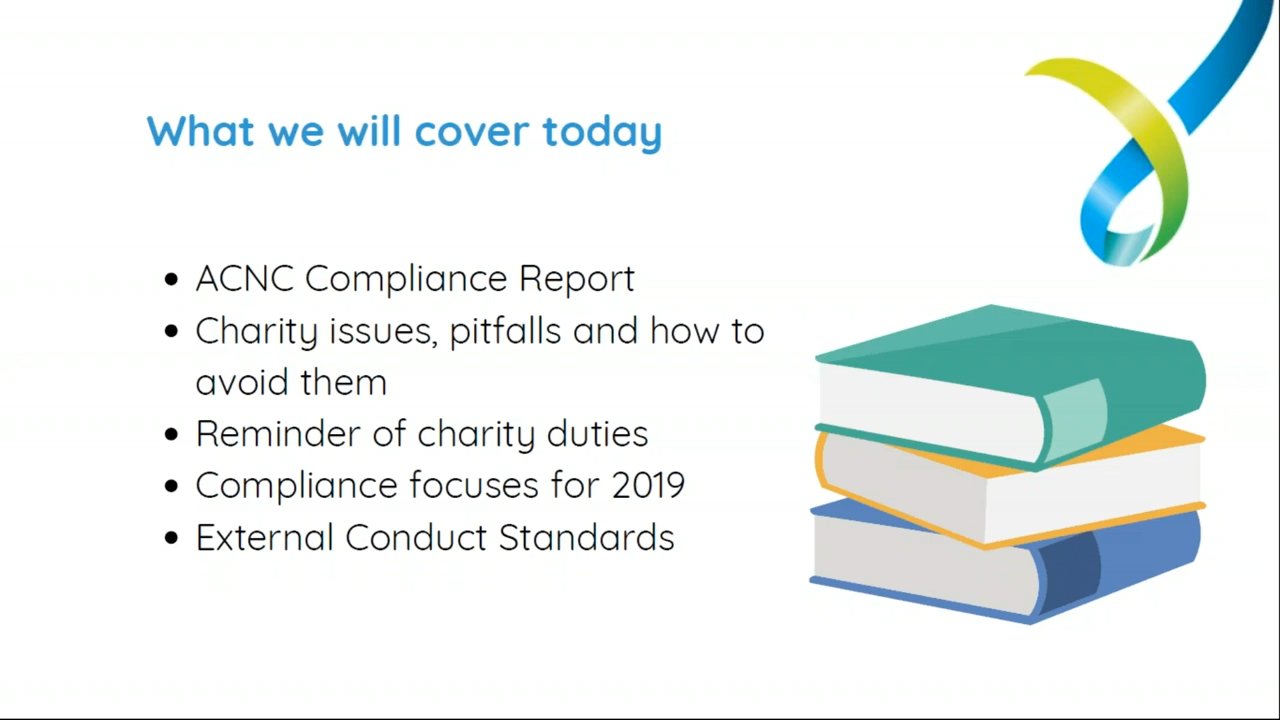 What we will cover today
• ACNC Compliance Report
• Charity issues, pitfalls and how to
avoid them
• Reminder of charity duties
• Compliance focuses for 2019
• External Conduct Standards